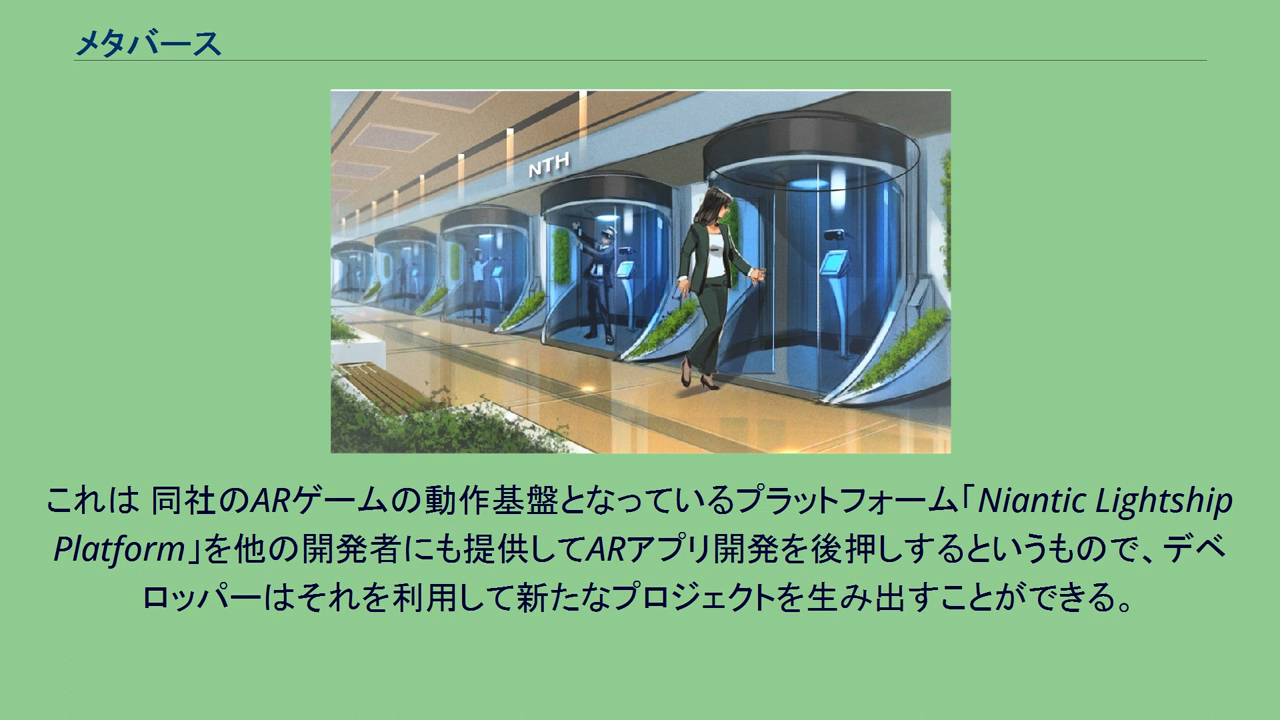 メタバース
NTH
これは 同社のARゲームの動作基盤となっているプラットフォーム「Niantic Lightship
Platform」を他の開発者にも提供してARアプリ開発を後押しするというもので、デベ
ロッパーはそれを利用して新たなプロジェクトを生み出すことができる。